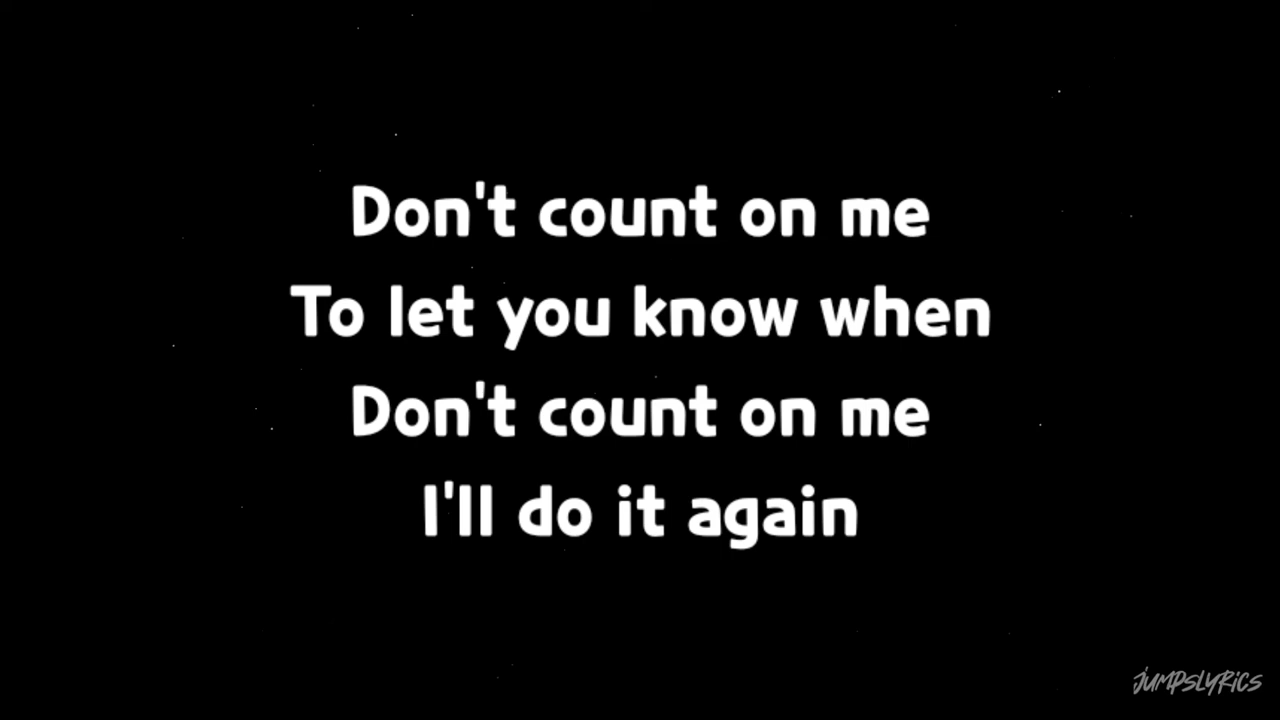 Don't count on me
To let you know when
Don't count on me
I'll do it again
JUMPSLYRiCS